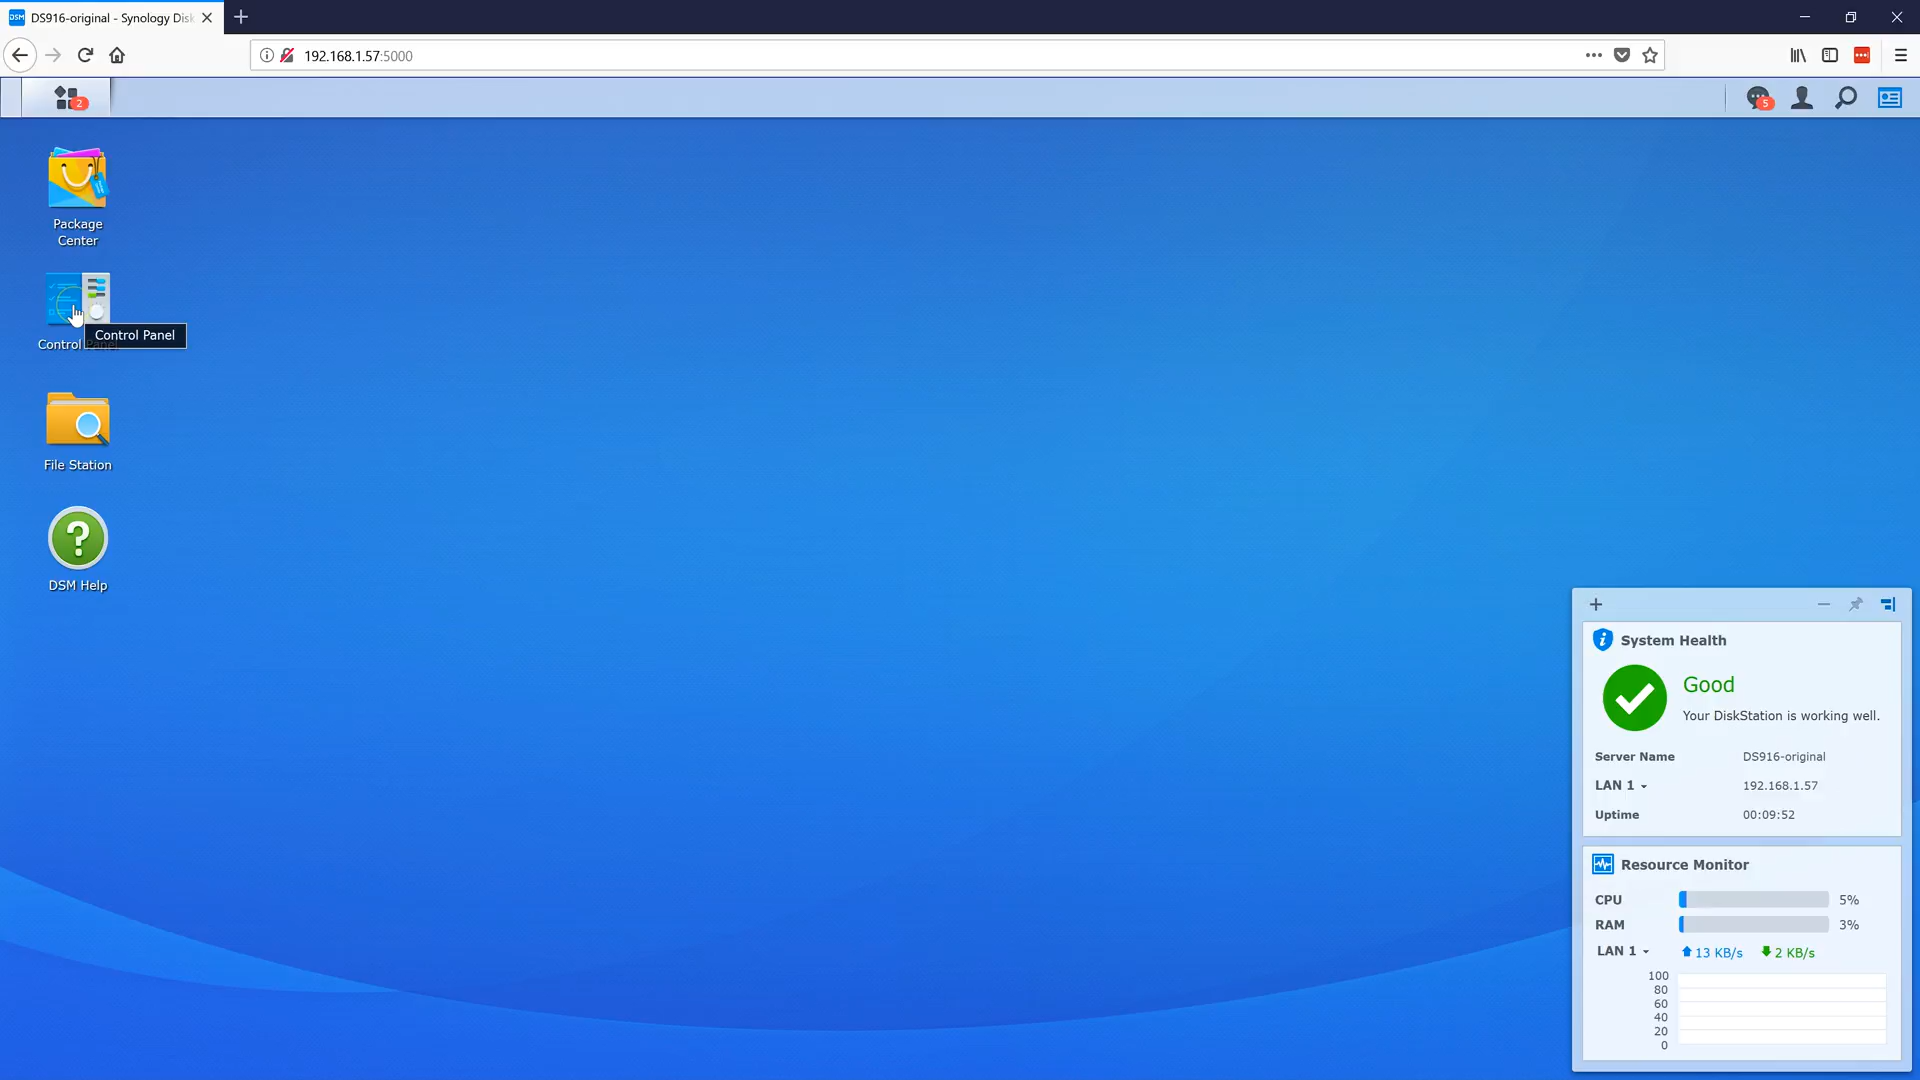 DSM DS916-original - Synology Disk
192.168.1.57:5000
2
5
Package
Center
Control Panel
Control
File Station
DSM Help
System Health
Good
Your DiskStation is working well.
Server Name DS916-original
LAN 1 192.168.1.57
Uptime 00:09:52
Resource Monitor
CPU 5%
RAM 3%
LAN 1 13 KB/s 2 KB/s
100
80
60
40
20
0